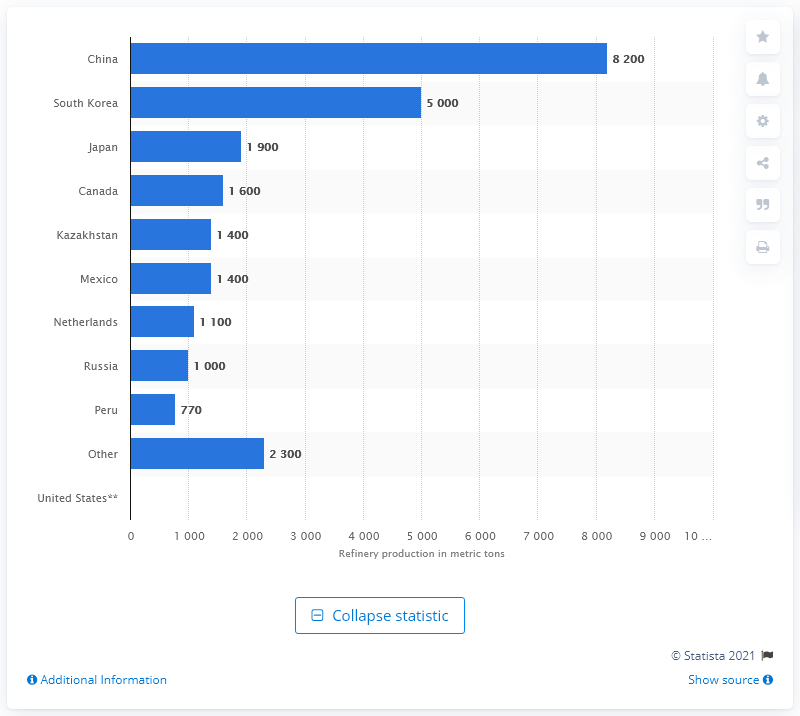 China 8 200
South Korea 5 000
Japan 1 900
Canada 1 600
Kazakhstan 1 400
Mexico 1 400
Netherlands 1 100
Russia 1 000
Peru 770
Other 2 300
United States**
0 1 000 2 000 3 000 4 000 5 000 6 000 7 000 8 000 9 000 10 ...
Refinery production in metric tons
Collapse statistic
© Statista 2021
Additional Information Show source